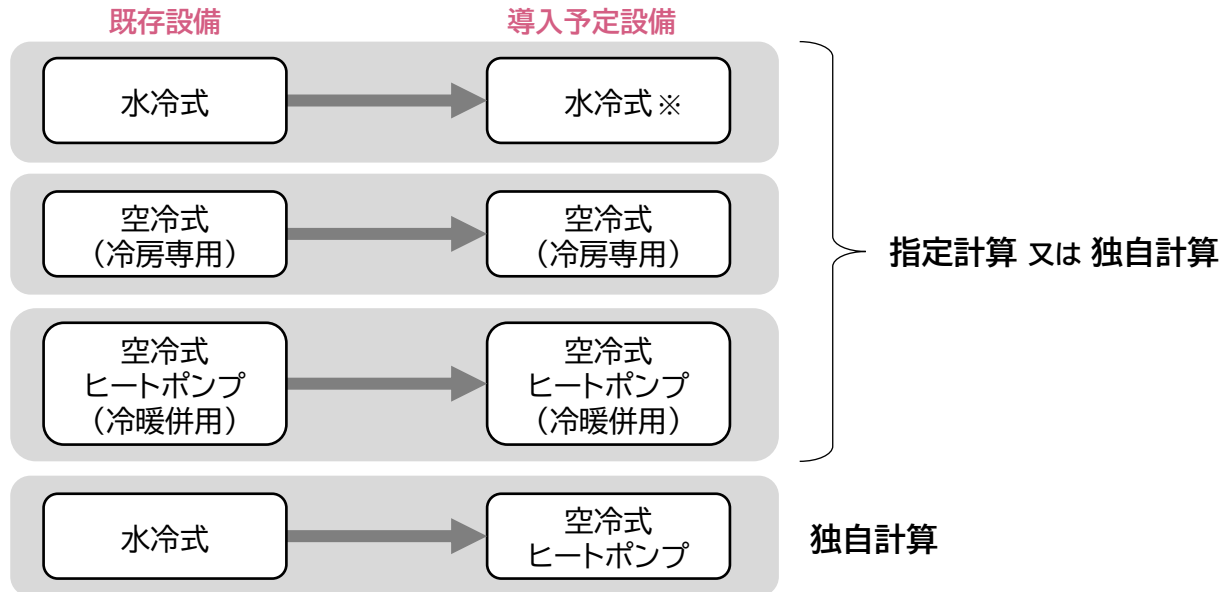 既存設備
導入予定設備
水冷式
水冷式※
空冷式
（冷房専用）
空冷式
（冷房専用）
空冷式
ヒートポンプ
（冷暖併用）
空冷式
ヒートポンプ
（冷暖併用）
指定計算 又は 独自計算
水冷式
空冷式
ヒートポンプ
独自計算